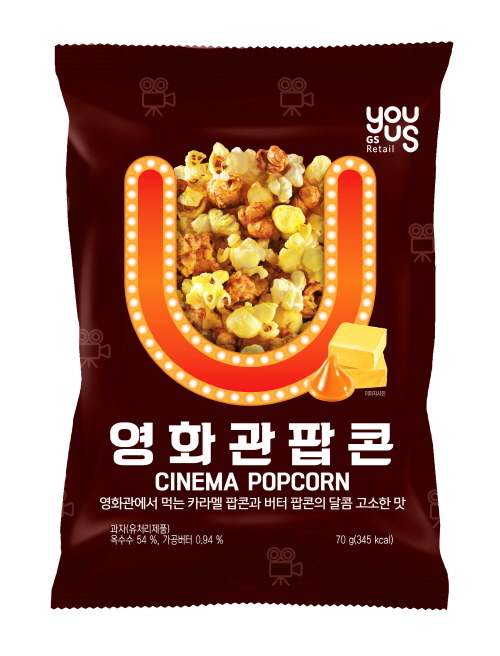 you
us
GS
Retail
이미지사진
영화관팝콘
CINEMA POPCORN
영화관에서 먹는 카라멜 팝콘과 버터 팝콘의 달콤 고소한 맛
과자(유처리제품)
옥수수 54 %, 가공버터 0.94 %
70 g(345 kcal)